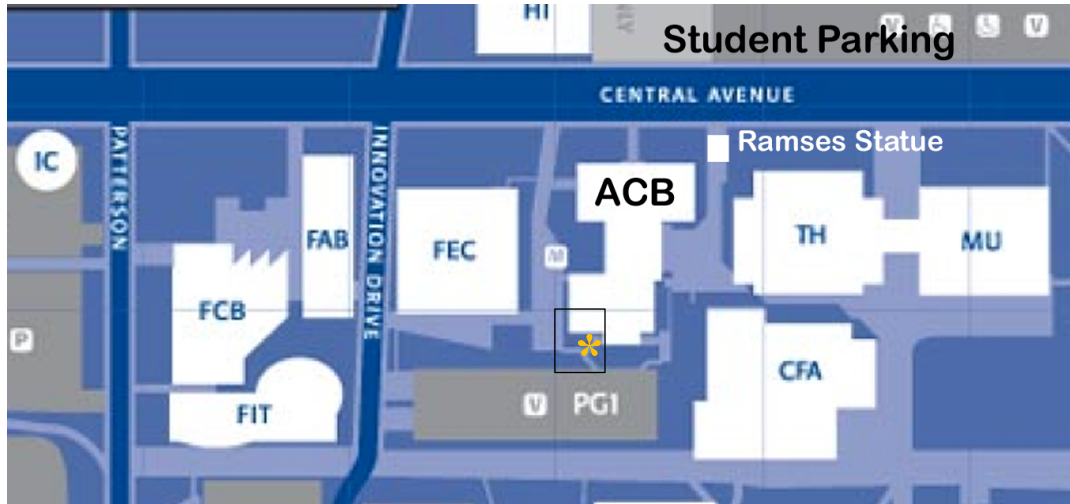 HI
NLY
Student Parking
V
V
CENTRAL AVENUE
PATTERSON
INNOVATION DRIVE
Ramses Statue
IC
ACB
FAB
FEC
TH
MU
M
FCB
P
*
CFA
FIT
V PG1